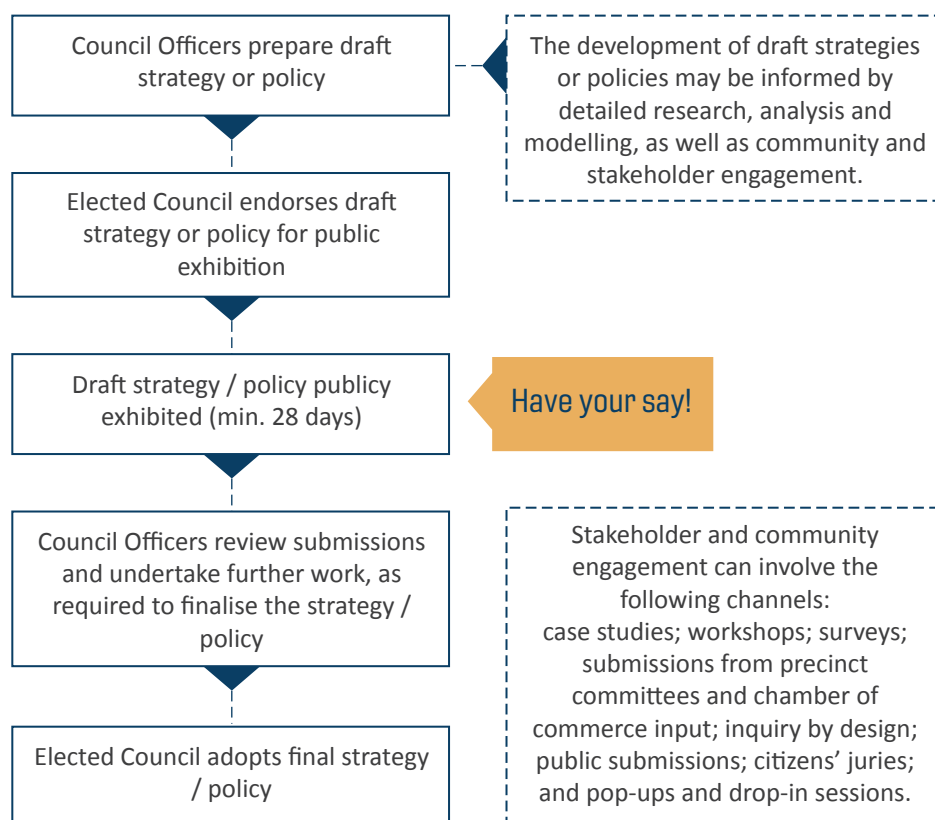 Council Officers prepare draft
strategy or policy
The development of draft strategies
or policies may be informed by
detailed research, analysis and
modelling, as well as community and
stakeholder engagement.
Elected Council endorses draft
strategy or policy for public
exhibition
Draft strategy / policy publicy
exhibited (min. 28 days)
Have your say!
Council Officers review submissions
and undertake further work, as
required to finalise the strategy /
policy
Stakeholder and community
engagement can involve the
following channels:
case studies; workshops; surveys;
submissions from precinct
committees and chamber of
commerce input; inquiry by design;
public submissions; citizens’ juries;
and pop-ups and drop-in sessions.
Elected Council adopts final strategy
/ policy